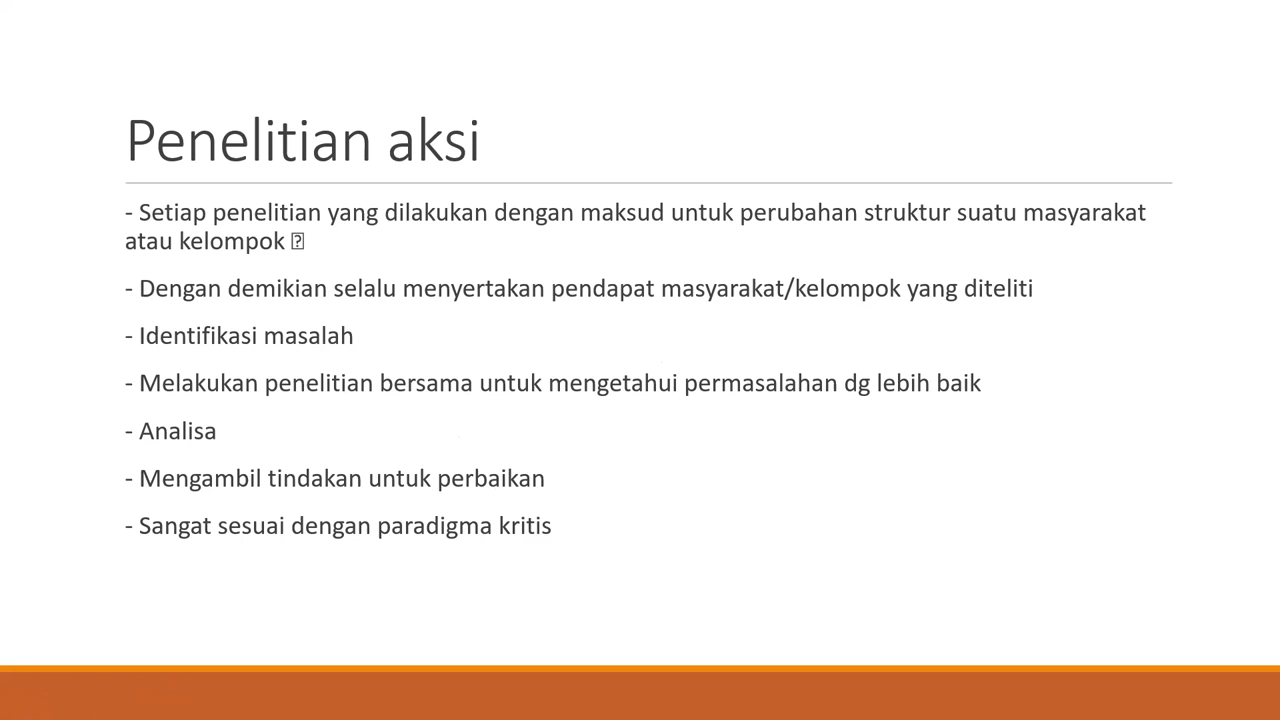 Penelitian aksi
- Setiap penelitian yang dilakukan dengan maksud untuk perubahan struktur suatu masyarakat
atau kelompok
- Dengan demikian selalu menyertakan pendapat masyarakat/kelompok yang diteliti
- Identifikasi masalah
- Melakukan penelitian bersama untuk mengetahui permasalahan dg lebih baik
- Analisa
- Mengambil tindakan untuk perbaikan
- Sangat sesuai dengan paradigma kritis